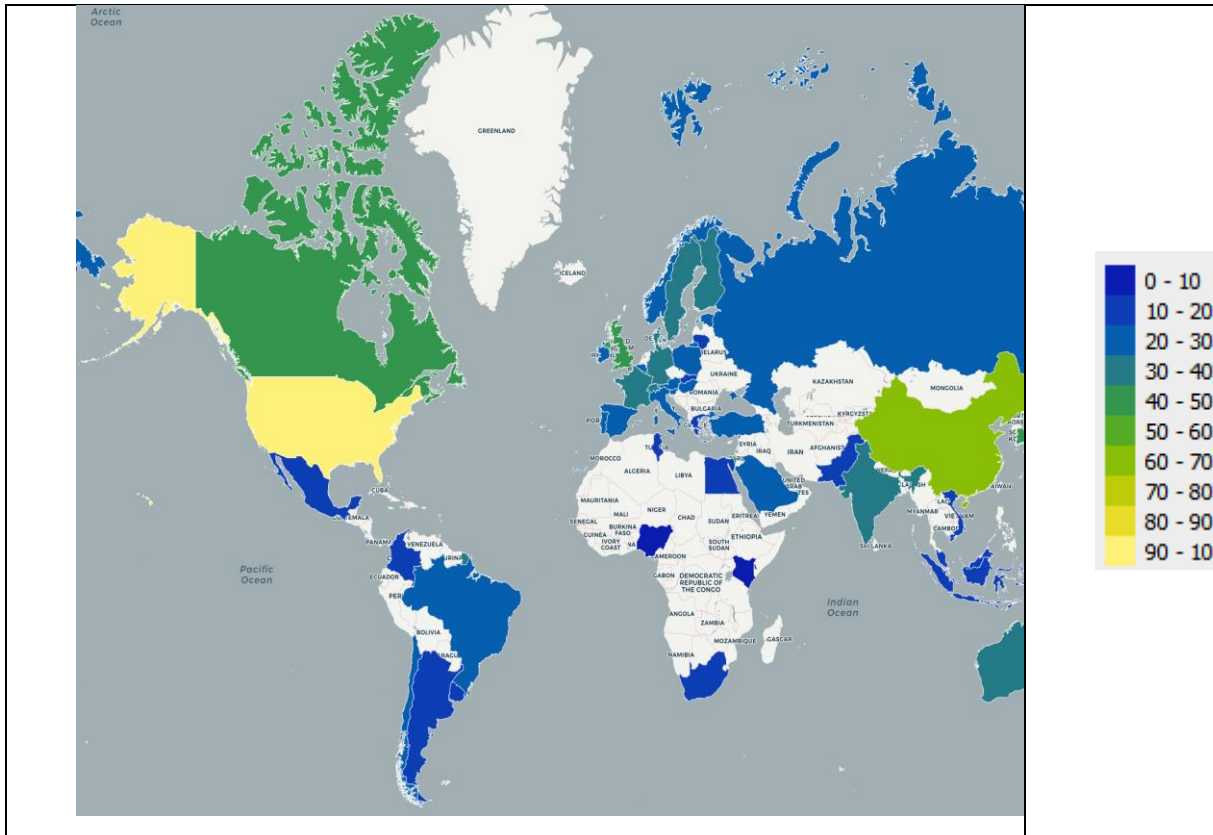 Arctic
Ocean
GREENLAND
ICELAND
BELARUS
UKRAINE
KAZAKHSTAN
MONGOLIA
ROMANIA
BULGARIA
TURKMENISTAN
SYRIA
IRAQ
IRAN
AFGHANIST
MOROCCO
ALGERIA
LIBYA
UNITED
ARAB
TES
CUBA
MAURITANIA
MALI
NIGER
CHAD
SUDAN
ERITREA
YEMEN
SENEGAL
GUINEA
BURKINA
FASO
IVORY
COAST
CAMEROON
SOUTH
SUDAN
ETHIOPIA
MYANMAR
CAMBOD
SRI LANKA
PANAMA
VENEZUELA
ECUADOR
PERU
BOLIVIA
GABON
DEMOCRATIC
REPUBLIC OF
THE CONGO
ANGOLA
ZAMBIA
MOZAMBIQUE
GASCAR
NAMIBIA
Pacific
Ocean
Indian
Ocean
0 - 10
10 - 20
20 - 30
30 - 40
40 - 50
50 - 60
60 - 70
70 - 80
80 - 90
90 - 10